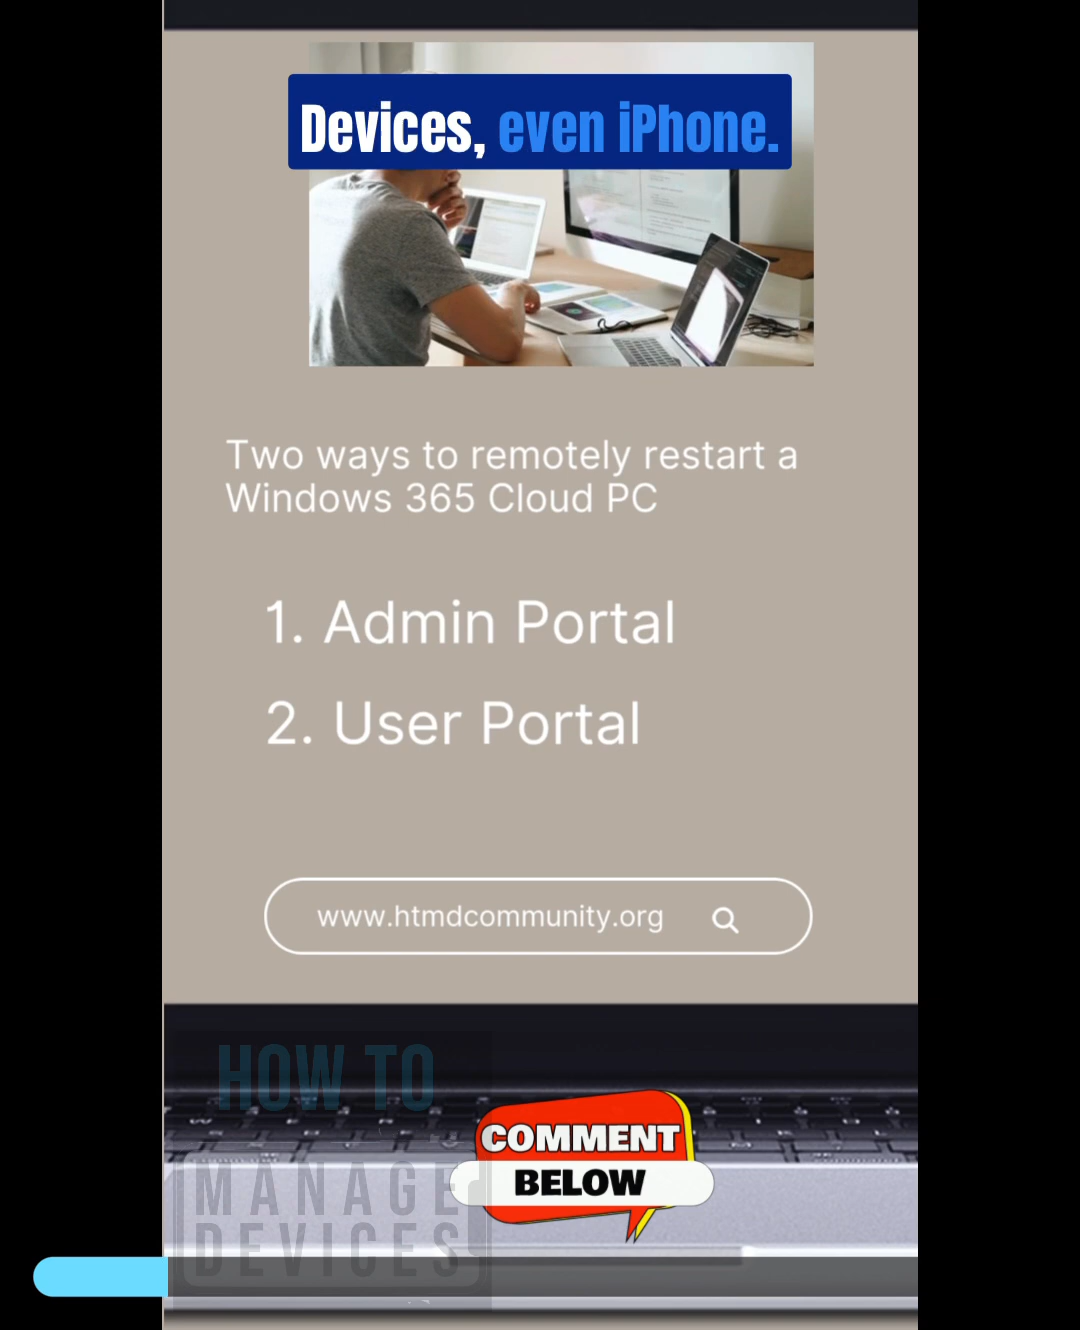 Devices, even iPhone.
Two ways to remotely restart a
Windows 365 Cloud PC
1. Admin Portal
2. User Portal
www.htmdcommunity.org
HOW TO
MANAGE
DEVICES
COMMENT
BELOW